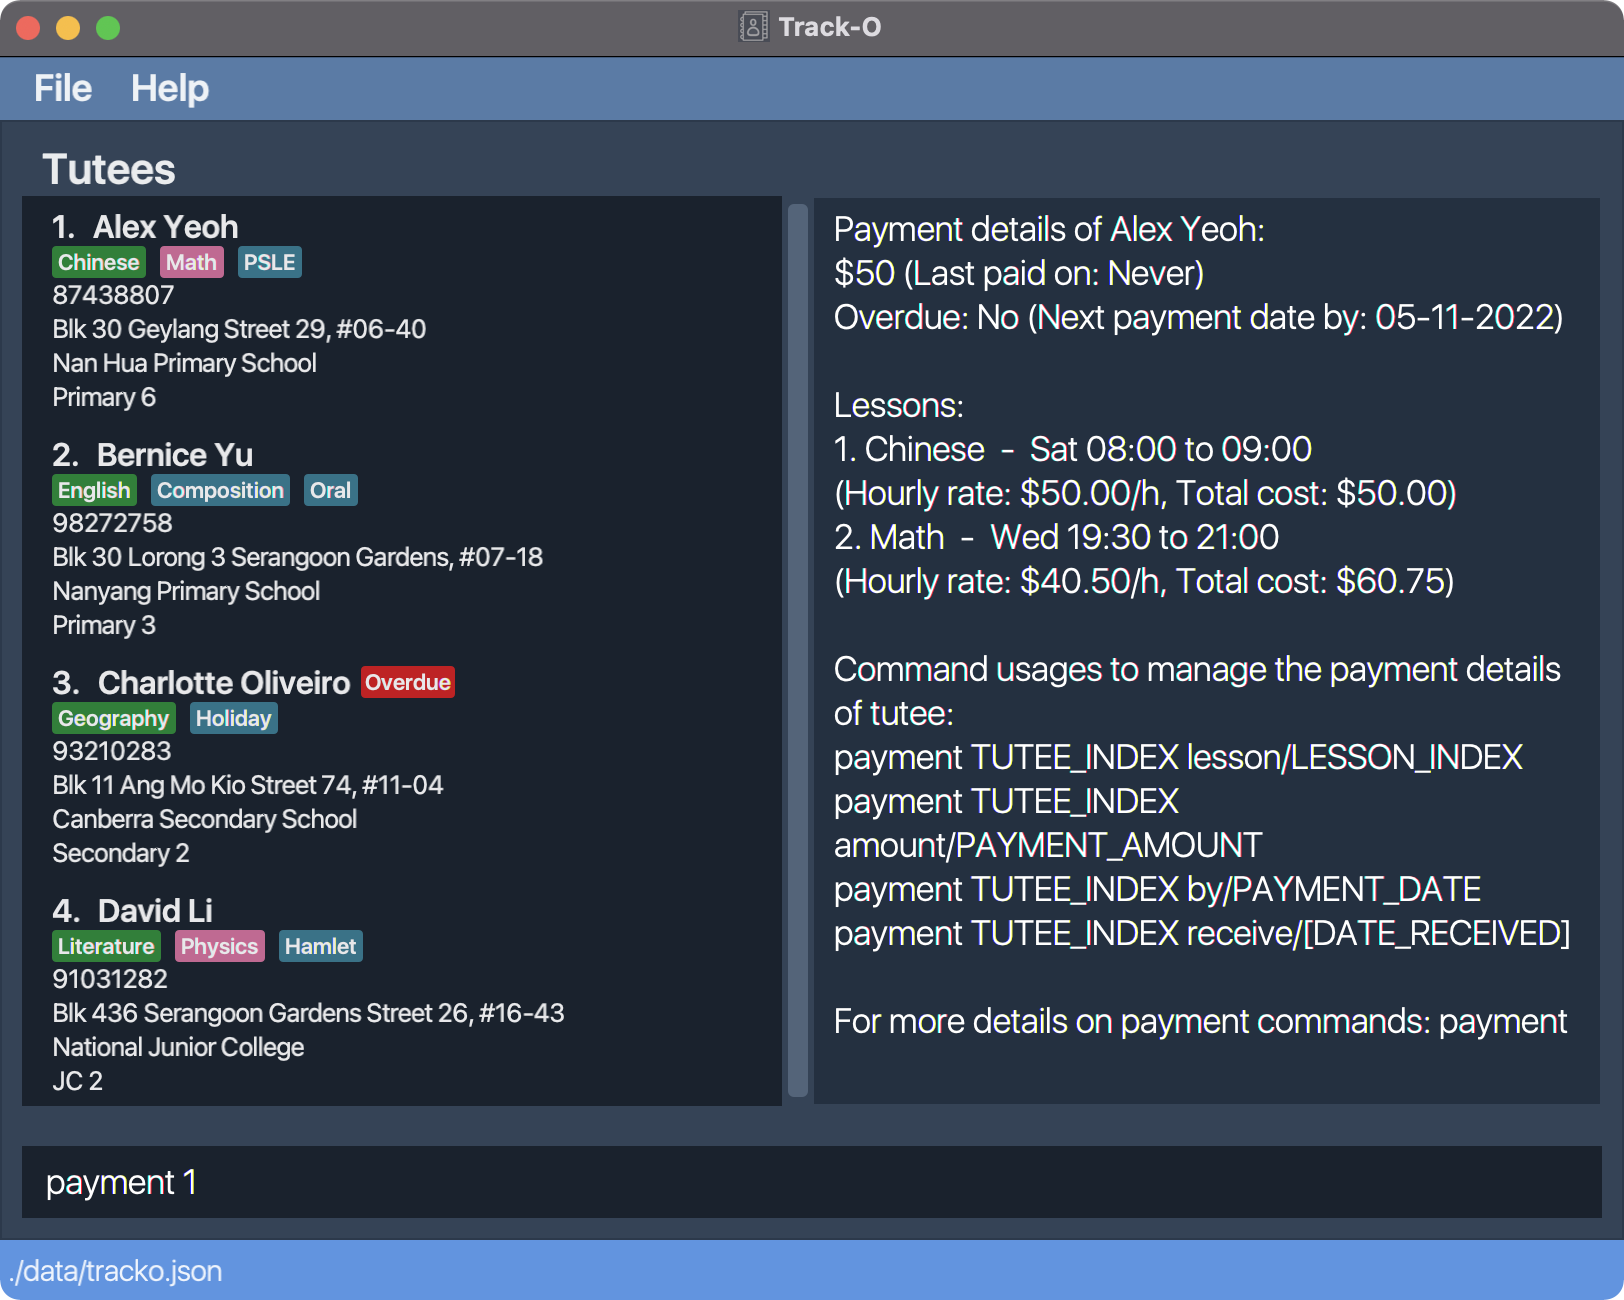 Track-O
File Help
Tutees
1. Alex Yeoh
Chinese Math PSLE
87438807
Blk 30 Geylang Street 29, #06-40
Nan Hua Primary School
Primary 6
2. Bernice Yu
English Composition Oral
98272758
Blk 30 Lorong 3 Serangoon Gardens, #07-18
Nanyang Primary School
Primary 3
3. Charlotte Oliveiro Overdue
Geography Holiday
93210283
Blk 11 Ang Mo Kio Street 74, #11-04
Canberra Secondary School
Secondary 2
4. David Li
Literature Physics Hamlet
91031282
Blk 436 Serangoon Gardens Street 26, #16-43
National Junior College
JC 2
Payment details of Alex Yeoh:
$50 (Last paid on: Never)
Overdue: No (Next payment date by: 05-11-2022)
Lessons:
1. Chinese - Sat 08:00 to 09:00
(Hourly rate: $50.00/h, Total cost: $50.00)
2. Math - Wed 19:30 to 21:00
(Hourly rate: $40.50/h, Total cost: $60.75)
Command usages to manage the payment details
of tutee:
payment TUTEE_INDEX lesson/LESSON_INDEX
payment TUTEE_INDEX
amount/PAYMENT_AMOUNT
payment TUTEE_INDEX by/PAYMENT_DATE
payment TUTEE_INDEX receive/[DATE_RECEIVED]
For more details on payment commands: payment
payment 1
./data/tracko.json